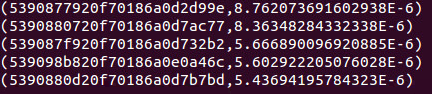 (5390877920f70186a0d2d99e,8.762073691602938E-6)
(5390880720f70186a0d7ac77,8.36348284332338E-6)
(539087f920f70186a0d732b2,5.666890096920885E-6)
(539098b820f70186a0e0a46c,5.602922205076028E-6)
(5390880d20f70186a0d7b7bd,5.43694195784323E-6)